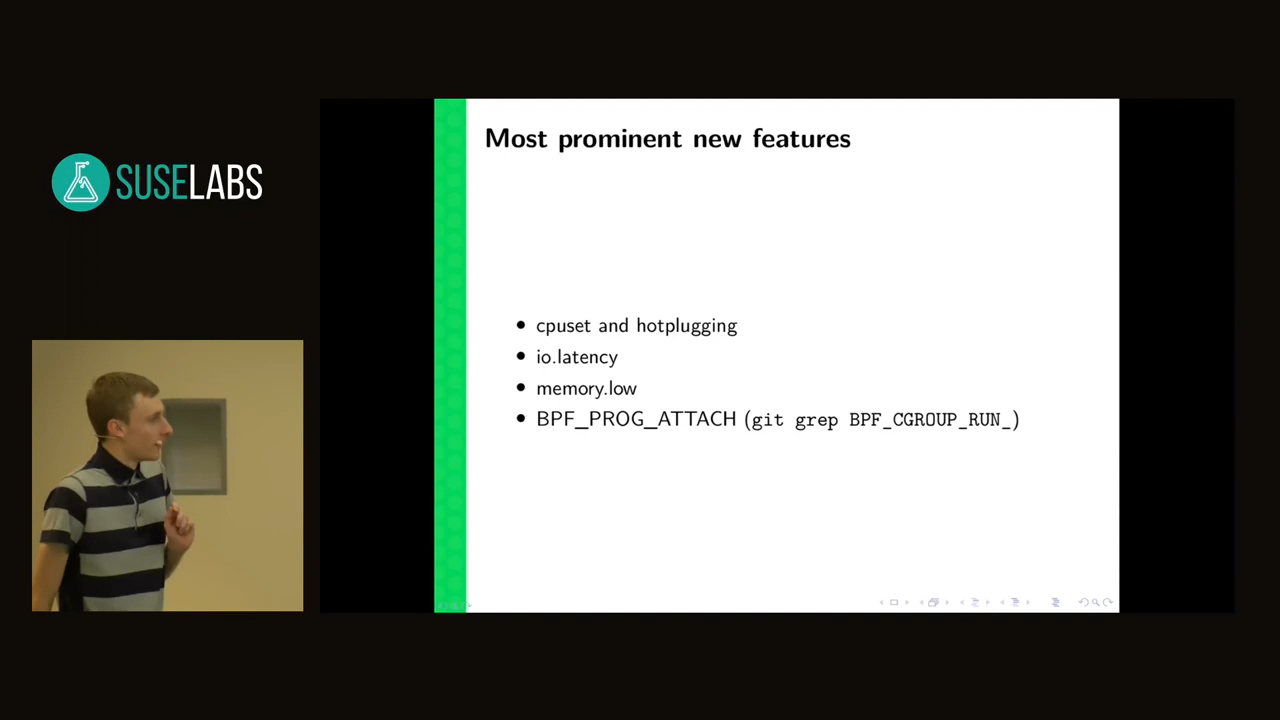 SUSELABS
Most prominent new features
• cpuset and hotplugging
• io.latency
• memory.low
• BPF_PROG_ATTACH (git grep BPF_CGROUP_RUN_)